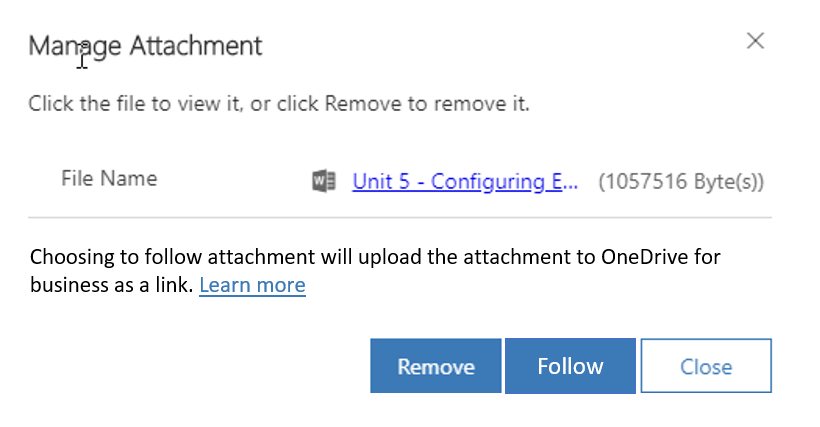 Manage Attachment
Click the file to view it, or click Remove to remove it.
File Name Unit 5 - Configuring E... (1057516 Byte(s))
Choosing to follow attachment will upload the attachment to OneDrive for
business as a link. Learn more
Remove Follow Close